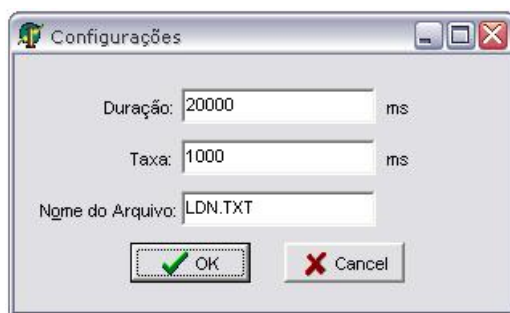 Configurações
Duração: 20000 ms
Taxa: 1000 ms
Nome do Arquivo: LDN.TXT
OK Cancel